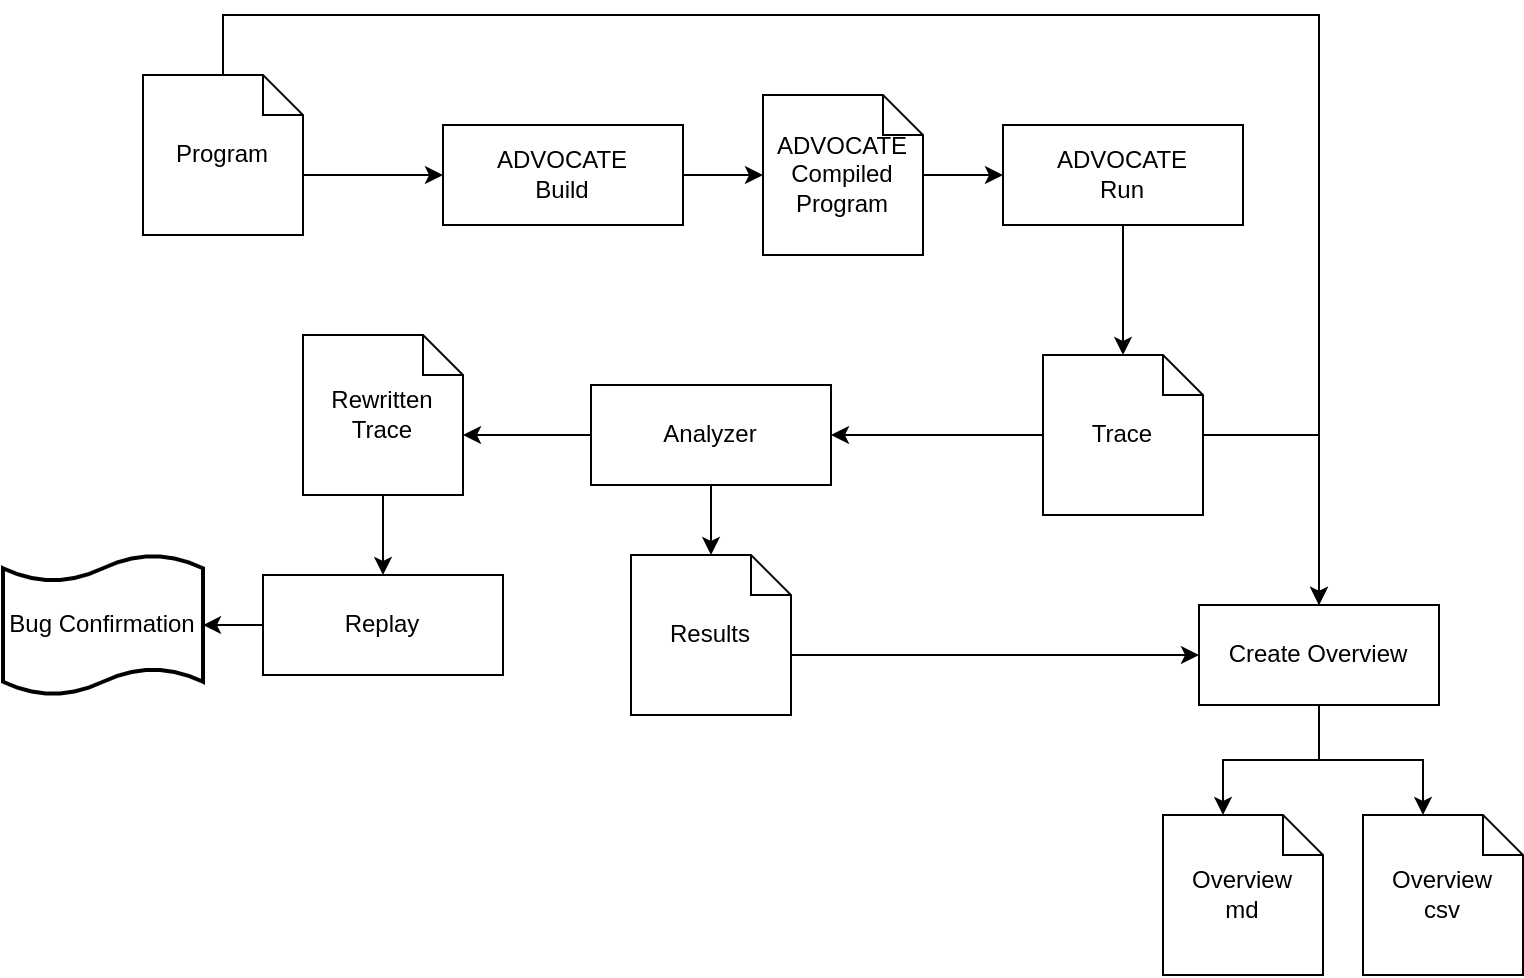 Program
ADVOCATE
Build
ADVOCATE
Compiled
Program
ADVOCATE
Run
Rewritten
Trace
Analyzer
Trace
Bug Confirmation
Replay
Results
Create Overview
Overview
md
Overview
csv